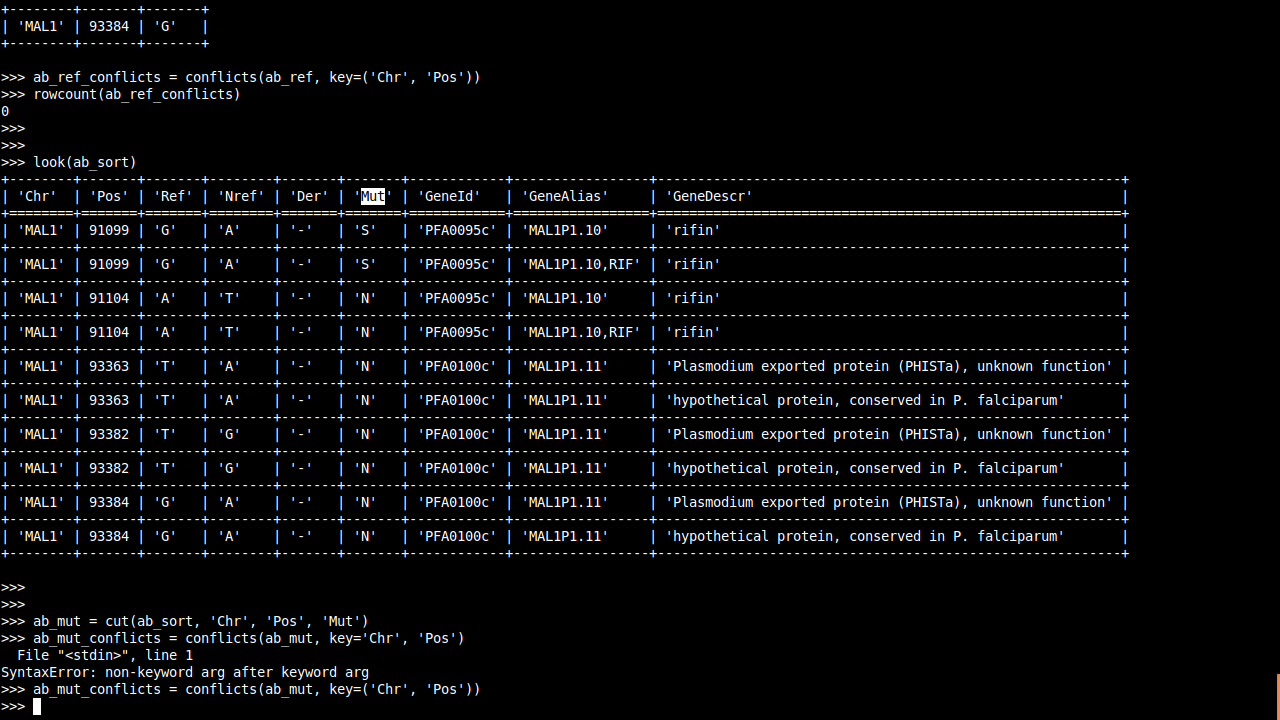 +--------+-------+-------+
| 'MAL1' | 93384 | 'G'   |
+--------+-------+-------+

>>> ab_ref_conflicts = conflicts(ab_ref, key=('Chr', 'Pos'))
>>> rowcount(ab_ref_conflicts)
0
>>>
>>>
>>> look(ab_sort)
+--------+-------+-------+--------+-------+-------+------------+-----------------+----------------------------------------------------------+
| 'Chr'  | 'Pos' | 'Ref' | 'Nref' | 'Der' | 'Mut' | 'GeneId'   | 'GeneAlias'     | 'GeneDescr'                                              |
+========+=======+=======+========+=======+=======+============+=================+==========================================================+
| 'MAL1' | 91099 | 'G'   | 'A'    | '-'   | 'S'   | 'PFA0095c' | 'MAL1P1.10'     | 'rifin'                                                  |
+--------+-------+-------+--------+-------+-------+------------+-----------------+----------------------------------------------------------+
| 'MAL1' | 91099 | 'G'   | 'A'    | '-'   | 'S'   | 'PFA0095c' | 'MAL1P1.10,RIF' | 'rifin'                                                  |
+--------+-------+-------+--------+-------+-------+------------+-----------------+----------------------------------------------------------+
| 'MAL1' | 91104 | 'A'   | 'T'    | '-'   | 'N'   | 'PFA0095c' | 'MAL1P1.10'     | 'rifin'                                                  |
+--------+-------+-------+--------+-------+-------+------------+-----------------+----------------------------------------------------------+
| 'MAL1' | 91104 | 'A'   | 'T'    | '-'   | 'N'   | 'PFA0095c' | 'MAL1P1.10,RIF' | 'rifin'                                                  |
+--------+-------+-------+--------+-------+-------+------------+-----------------+----------------------------------------------------------+
| 'MAL1' | 93363 | 'T'   | 'A'    | '-'   | 'N'   | 'PFA0100c' | 'MAL1P1.11'     | 'Plasmodium exported protein (PHISTa), unknown function' |
+--------+-------+-------+--------+-------+-------+------------+-----------------+----------------------------------------------------------+
| 'MAL1' | 93363 | 'T'   | 'A'    | '-'   | 'N'   | 'PFA0100c' | 'MAL1P1.11'     | 'hypothetical protein, conserved in P. falciparum'       |
+--------+-------+-------+--------+-------+-------+------------+-----------------+----------------------------------------------------------+
| 'MAL1' | 93382 | 'T'   | 'G'    | '-'   | 'N'   | 'PFA0100c' | 'MAL1P1.11'     | 'Plasmodium exported protein (PHISTa), unknown function' |
+--------+-------+-------+--------+-------+-------+------------+-----------------+----------------------------------------------------------+
| 'MAL1' | 93382 | 'T'   | 'G'    | '-'   | 'N'   | 'PFA0100c' | 'MAL1P1.11'     | 'hypothetical protein, conserved in P. falciparum'       |
+--------+-------+-------+--------+-------+-------+------------+-----------------+----------------------------------------------------------+
| 'MAL1' | 93384 | 'G'   | 'A'    | '-'   | 'N'   | 'PFA0100c' | 'MAL1P1.11'     | 'Plasmodium exported protein (PHISTa), unknown function' |
+--------+-------+-------+--------+-------+-------+------------+-----------------+----------------------------------------------------------+
| 'MAL1' | 93384 | 'G'   | 'A'    | '-'   | 'N'   | 'PFA0100c' | 'MAL1P1.11'     | 'hypothetical protein, conserved in P. falciparum'       |
+--------+-------+-------+--------+-------+-------+------------+-----------------+----------------------------------------------------------+

>>>
>>>
>>> ab_mut = cut(ab_sort, 'Chr', 'Pos', 'Mut')
>>> ab_mut_conflicts = conflicts(ab_mut, key='Chr', 'Pos')
  File "<stdin>", line 1
SyntaxError: non-keyword arg after keyword arg
>>> ab_mut_conflicts = conflicts(ab_mut, key=('Chr', 'Pos'))
>>>